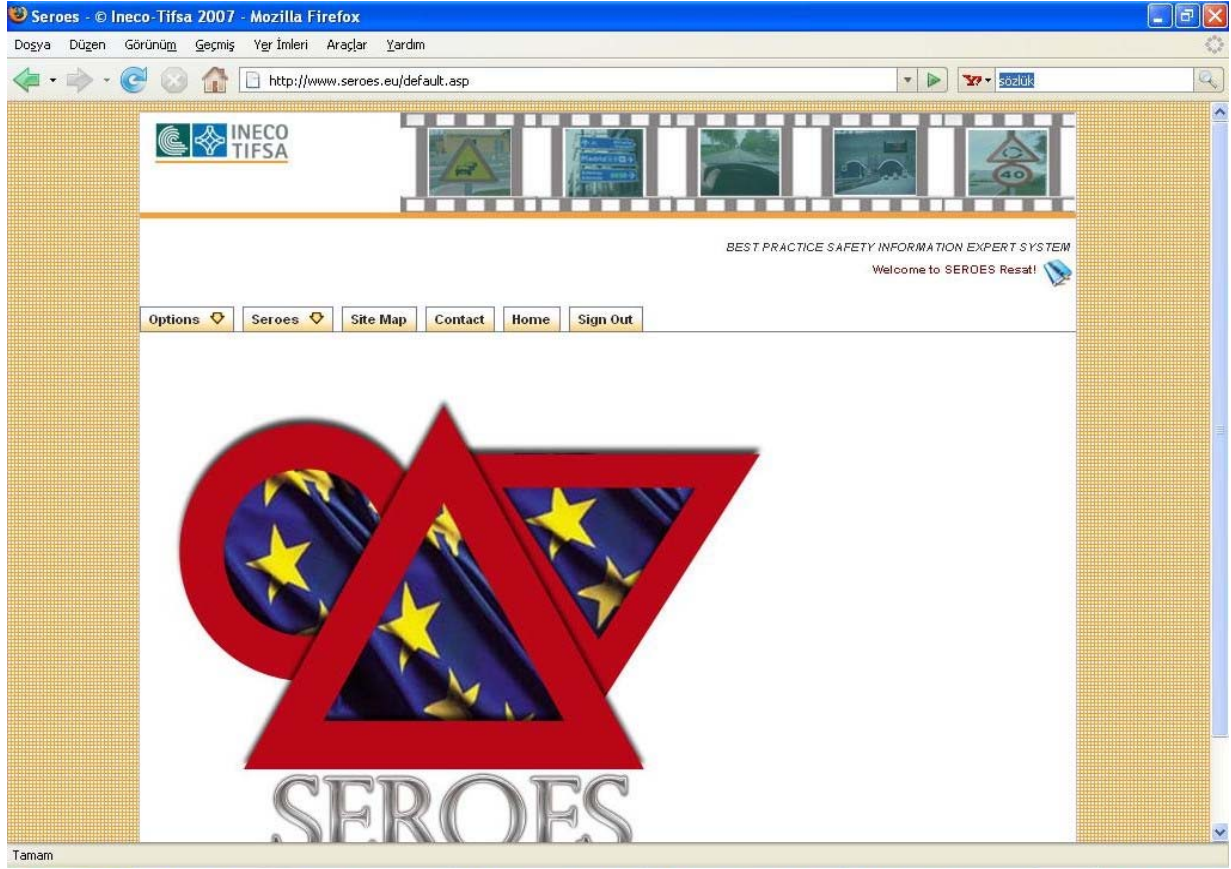 Seroes - © Ineco-Tifsa 2007 - Mozilla Firefox
Dosya Düzen Görünüm Geçmiş Yer İmleri Araçlar Yardım
http://www.seroes.eu/default.asp
sözlük
INECO
TIFSA
40
BEST PRACTICE SAFETY INFORMATION EXPERT SYSTEM
Welcome to SEROES Resat!
Options Seroes Site Map Contact Home Sign Out
SEROES
Tamam